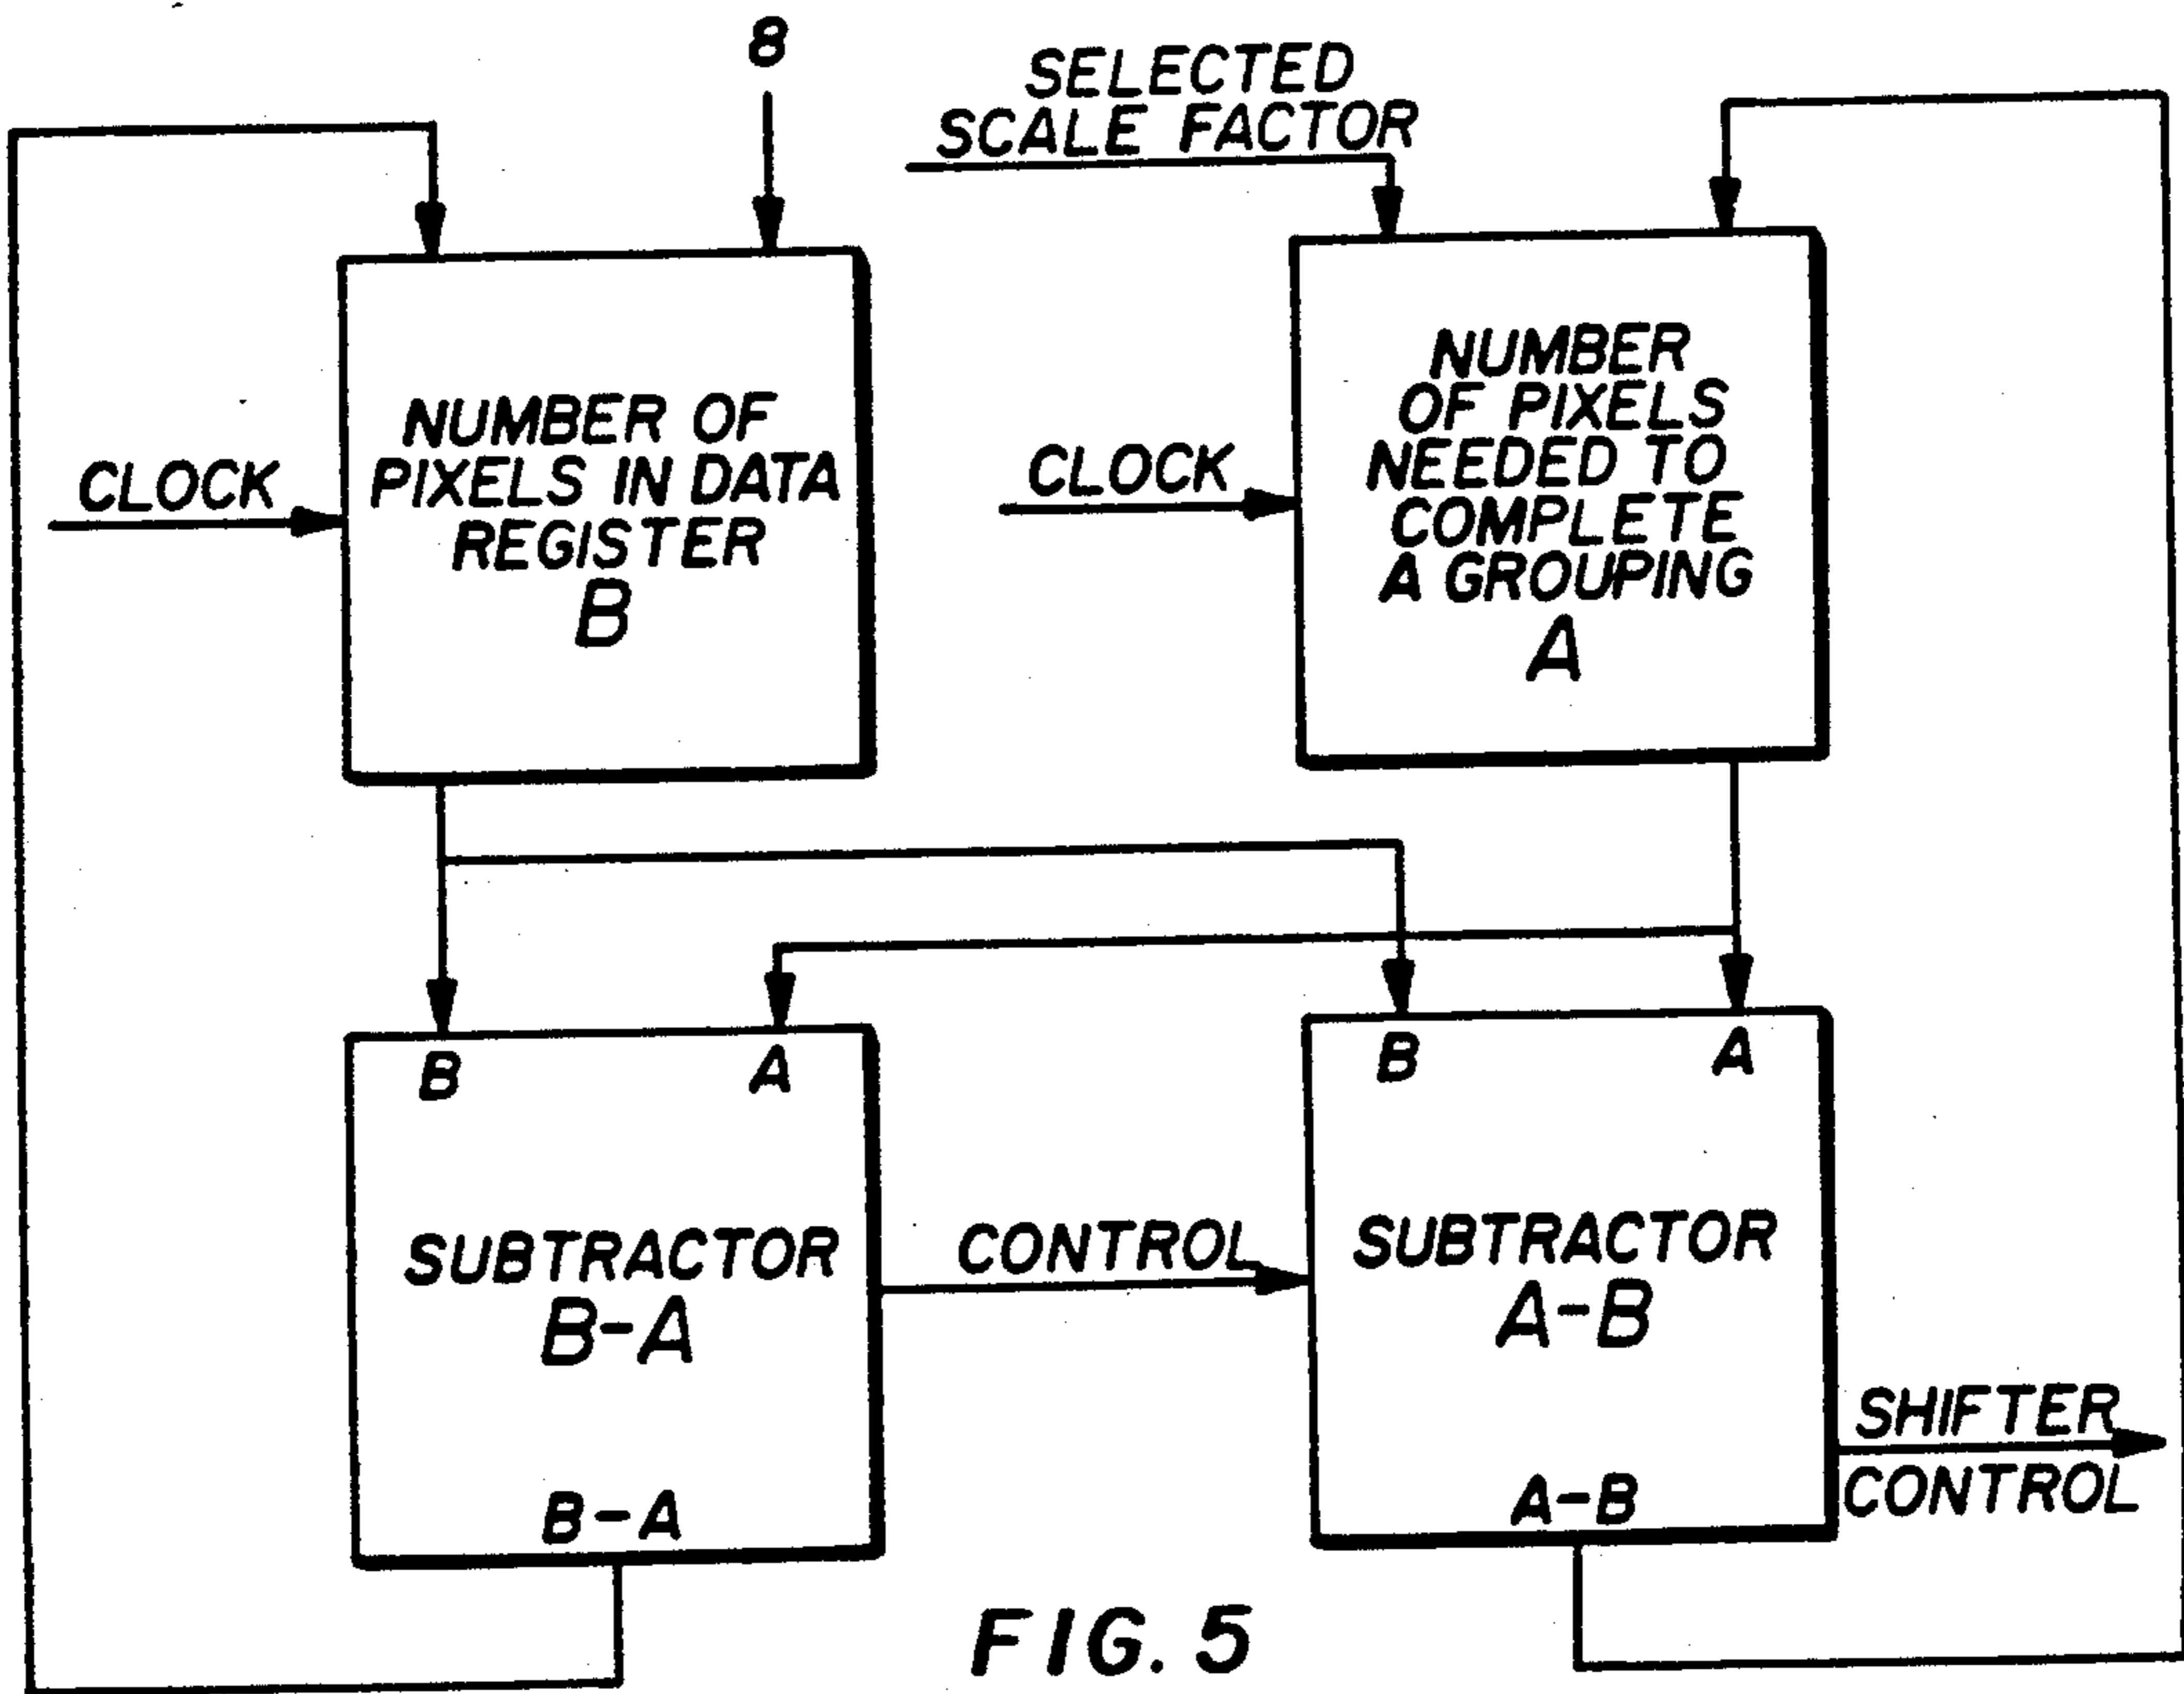 8
SELECTED
SCALE FACTOR
CLOCK
NUMBER OF
PIXELS IN DATA
REGISTER
B
CLOCK
NUMBER
OF PIXELS
NEEDED TO
COMPLETE
A GROUPING
A
B A
SUBTRACTOR
B-A
B-A
CONTROL
B A
SUBTRACTOR
A-B
A-B
SHIFTER
CONTROL
FIG. 5